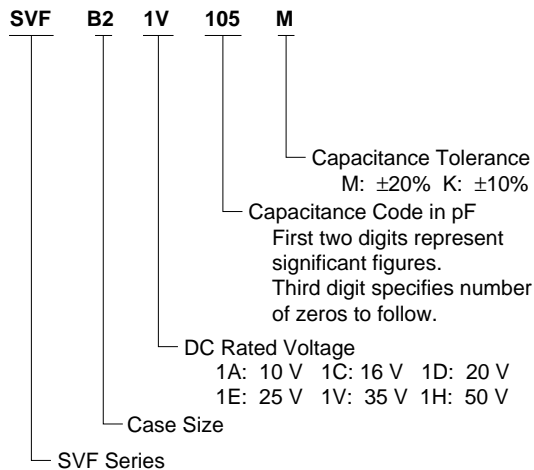 SVF B2 1V 105 M
Capacitance Tolerance
M: ±20% K: ±10%
Capacitance Code in pF
First two digits represent
significant figures.
Third digit specifies number
of zeros to follow.
DC Rated Voltage
1A: 10 V 1C: 16 V 1D: 20 V
1E: 25 V 1V: 35 V 1H: 50 V
Case Size
SVF Series